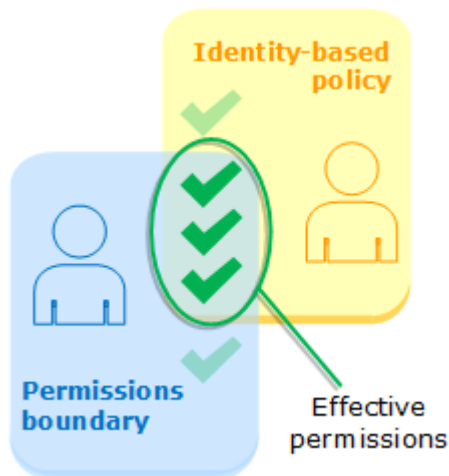 Identity-based
policy
Permissions
boundary
Effective
permissions